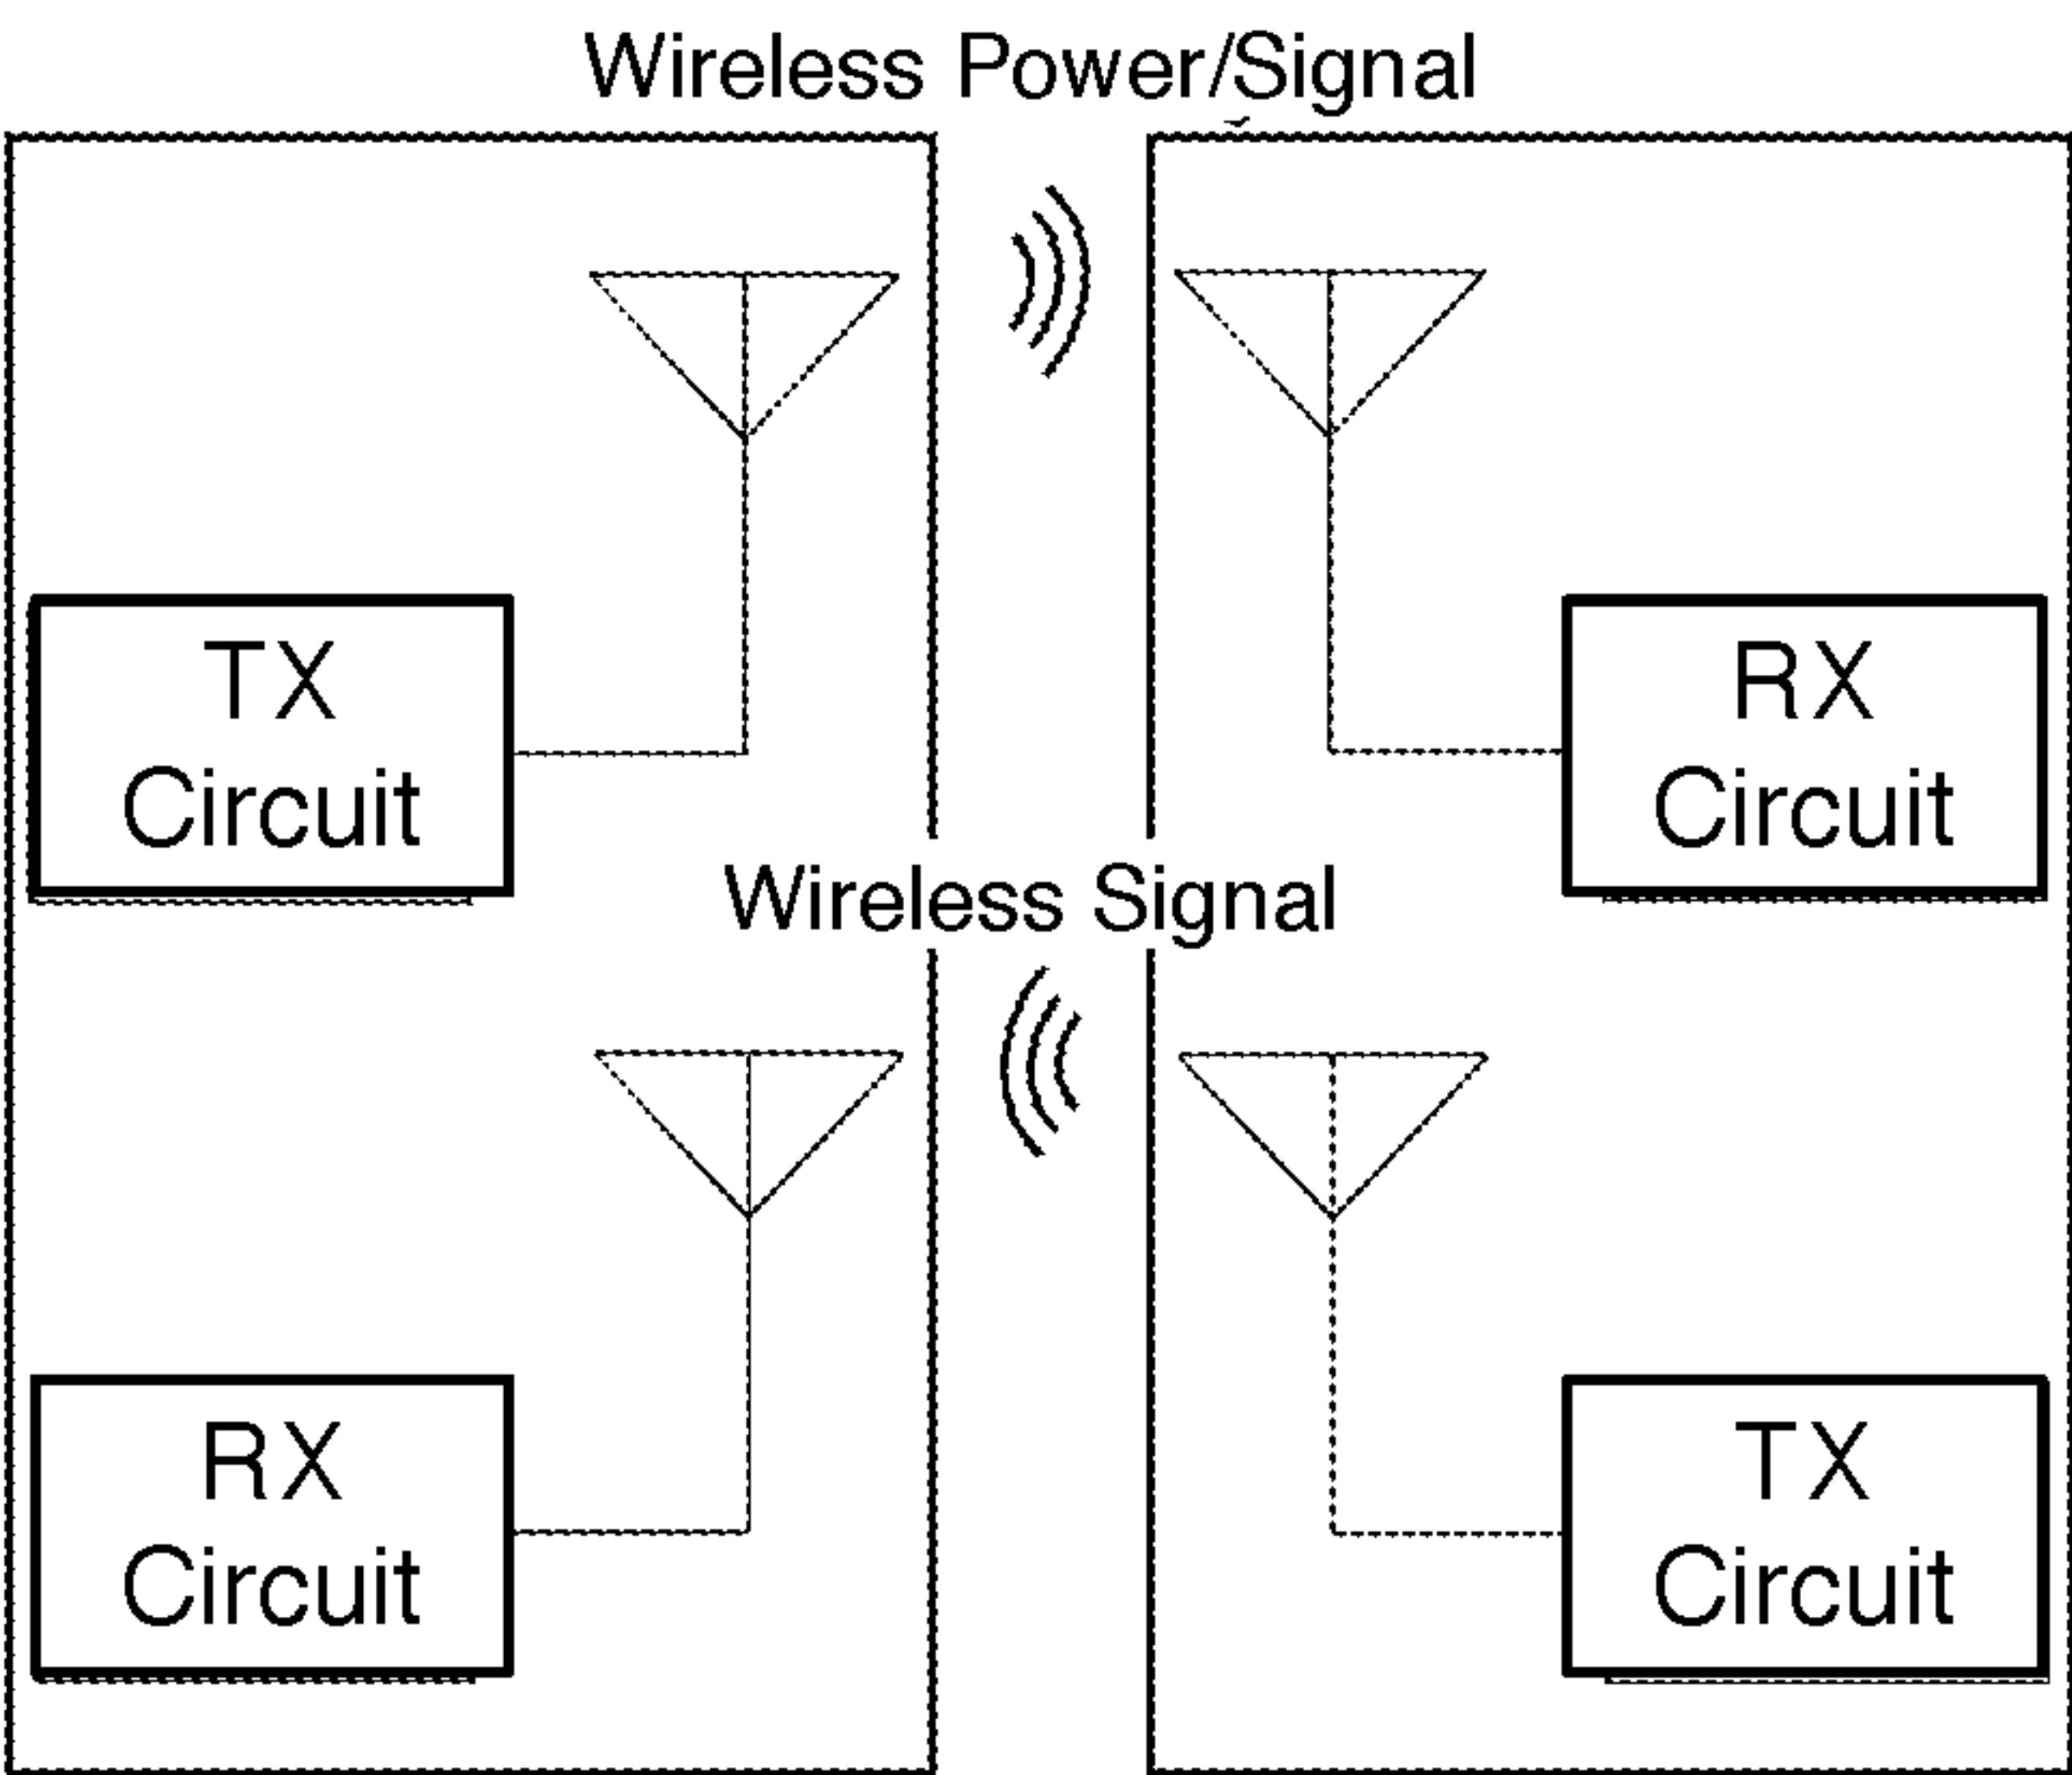 Wireless Power/Signal
TX
Circuit
RX
Circuit
Wireless Signal
RX
Circuit
TX
Circuit